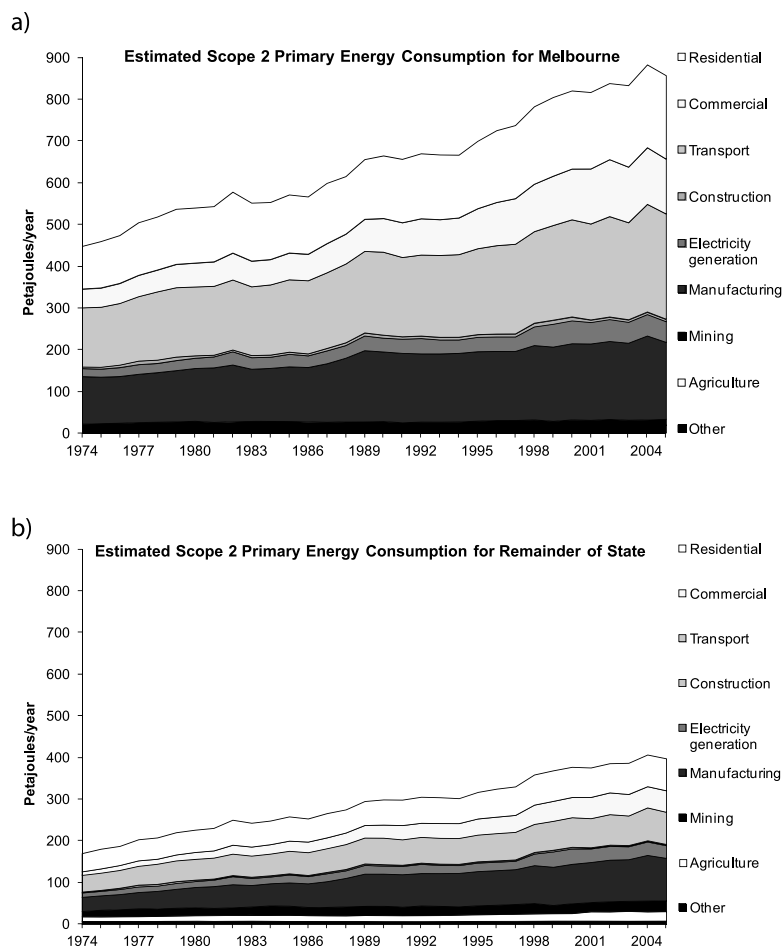 a)
Estimated Scope 2 Primary Energy Consumption for Melbourne
Petajoules/year
900
800
700
600
500
400
300
200
100
0
1974 1977 1980 1983 1986 1989 1992 1995 1998 2001 2004
Residential
Commercial
Transport
Construction
Electricity
generation
Manufacturing
Mining
Agriculture
Other
b)
Estimated Scope 2 Primary Energy Consumption for Remainder of State
Petajoules/year
900
800
700
600
500
400
300
200
100
0
1974 1977 1980 1983 1986 1989 1992 1995 1998 2001 2004
Residential
Commercial
Transport
Construction
Electricity
generation
Manufacturing
Mining
Agriculture
Other